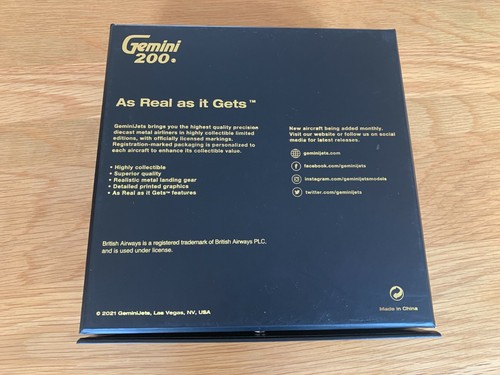 Gemini
200®
As Real as it Gets™
GeminiJets brings you the highest quality precision
diecast metal airliners in highly collectible limited
editions, with officially licensed markings.
Registration-marked packaging is personalized to
each aircraft to enhance its collectible value.
• Highly collectible
• Superior quality
• Realistic metal landing gear
• Detailed printed graphics
• As Real as it Gets™ features
New aircraft being added monthly.
Visit our website or follow us on social
media for latest releases.
geminijets.com
facebook.com/geminijets
instagram.com/geminijetsmodels
twitter.com/geminijets
British Airways is a registered trademark of British Airways PLC.
and is used under license.
© 2021 GeminiJets, Las Vegas, NV, USA
Made in China